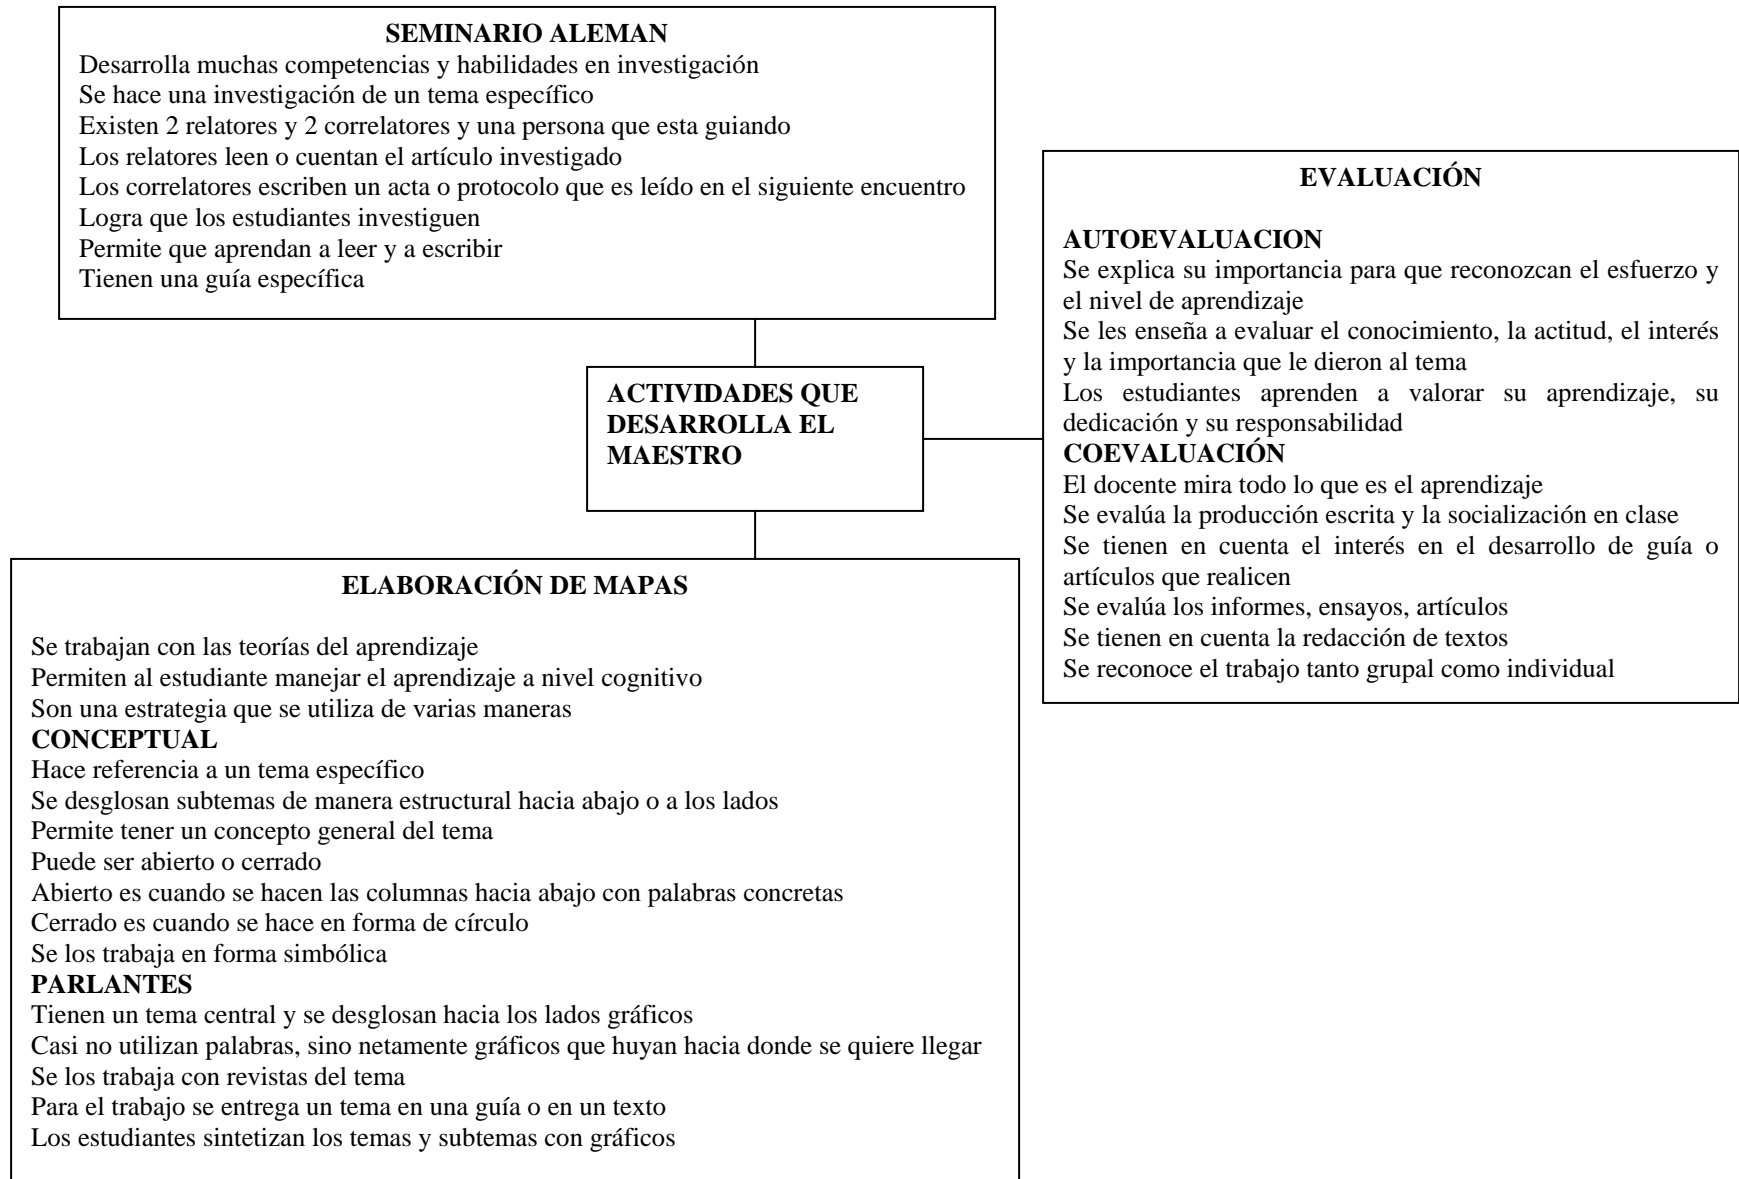 SEMINARIO ALEMAN
Desarrolla muchas competencias y habilidades en investigación
Se hace una investigación de un tema específico
Existen 2 relatores y 2 correlatores y una persona que esta guiando
Los relatores leen o cuentan el artículo investigado
Los correlatores escriben un acta o protocolo que es leído en el siguiente encuentro
Logra que los estudiantes investiguen
Permite que aprendan a leer y a escribir
Tienen una guía específica
ACTIVIDADES QUE
DESARROLLA EL
MAESTRO
EVALUACIÓN
AUTOEVALUACION
Se explica su importancia para que reconozcan el esfuerzo y
el nivel de aprendizaje
Se les enseña a evaluar el conocimiento, la actitud, el interés
y la importancia que le dieron al tema
Los estudiantes aprenden a valorar su aprendizaje, su
dedicación y su responsabilidad
COEVALUACIÓN
El docente mira todo lo que es el aprendizaje
Se evalúa la producción escrita y la socialización en clase
Se tienen en cuenta el interés en el desarrollo de guía o
artículos que realicen
Se evalúa los informes, ensayos, artículos
Se tienen en cuenta la redacción de textos
Se reconoce el trabajo tanto grupal como individual
ELABORACIÓN DE MAPAS
Se trabajan con las teorías del aprendizaje
Permiten al estudiante manejar el aprendizaje a nivel cognitivo
Son una estrategia que se utiliza de varias maneras
CONCEPTUAL
Hace referencia a un tema específico
Se desglosan subtemas de manera estructural hacia abajo o a los lados
Permite tener un concepto general del tema
Puede ser abierto o cerrado
Abierto es cuando se hacen las columnas hacia abajo con palabras concretas
Cerrado es cuando se hace en forma de círculo
Se los trabaja en forma simbólica
PARLANTES
Tienen un tema central y se desglosan hacia los lados gráficos
Casi no utilizan palabras, sino netamente gráficos que huyan hacia donde se quiere llegar
Se los trabaja con revistas del tema
Para el trabajo se entrega un tema en una guía o en un texto
Los estudiantes sintetizan los temas y subtemas con gráficos